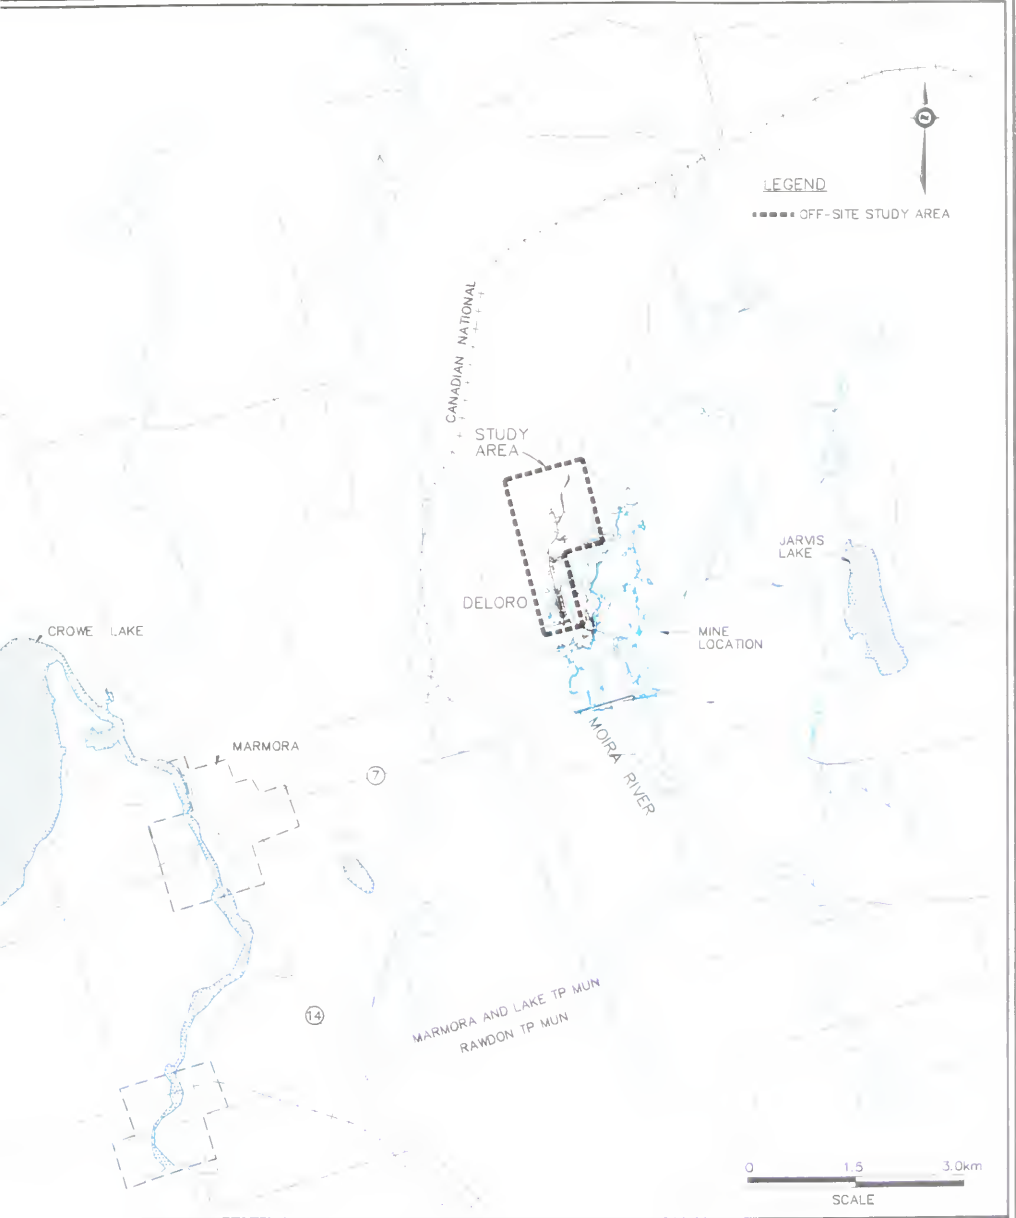 N
LEGEND
OFF-SITE STUDY AREA
CANADIAN NATIONAL
STUDY
AREA
JARVIS
LAKE
DELORO
MINE
LOCATION
CROWE LAKE
MARMORA
7
MOIRA RIVER
14
MARMORA AND LAKE TP MUN
RAWDON TP MUN
0 1.5 3.0km
SCALE